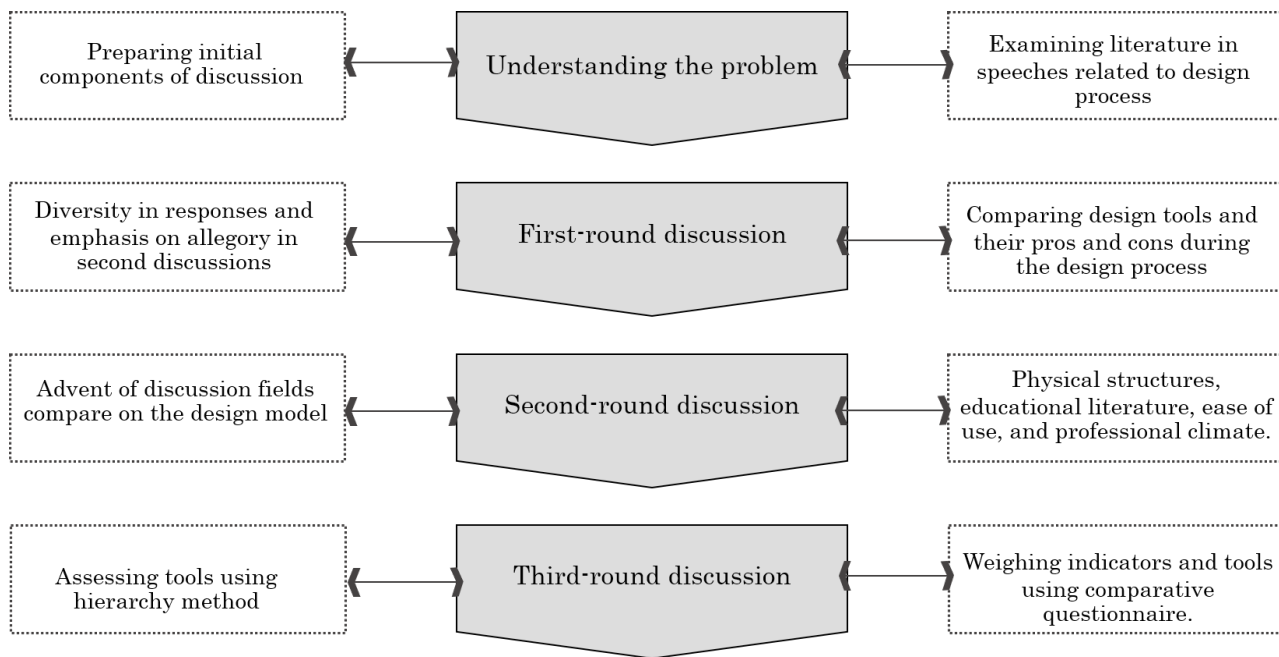 Preparing initial
components of discussion
Understanding the problem
Examining literature in
speeches related to design
process
Diversity in responses and
emphasis on allegory in
second discussions
First-round discussion
Comparing design tools and
their pros and cons during
the design process
Advent of discussion fields
compare on the design model
Second-round discussion
Physical structures,
educational literature, ease of
use, and professional climate.
Assessing tools using
hierarchy method
Third-round discussion
Weighing indicators and tools
using comparative
questionnaire.